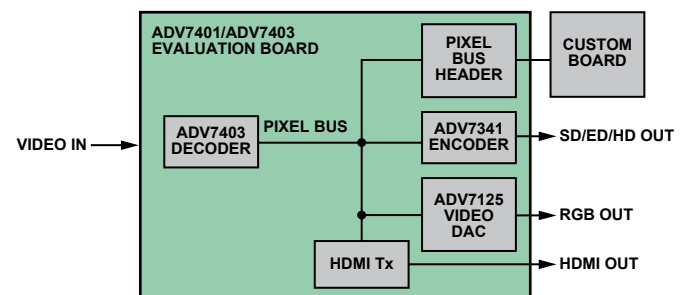 ADV7401/ADV7403
EVALUATION BOARD
PIXEL
BUS
HEADER
CUSTOM
BOARD
VIDEO IN
ADV7403
DECODER
PIXEL BUS
ADV7341
ENCODER
SD/ED/HD OUT
ADV7125
VIDEO
DAC
RGB OUT
HDMI Tx
HDMI OUT